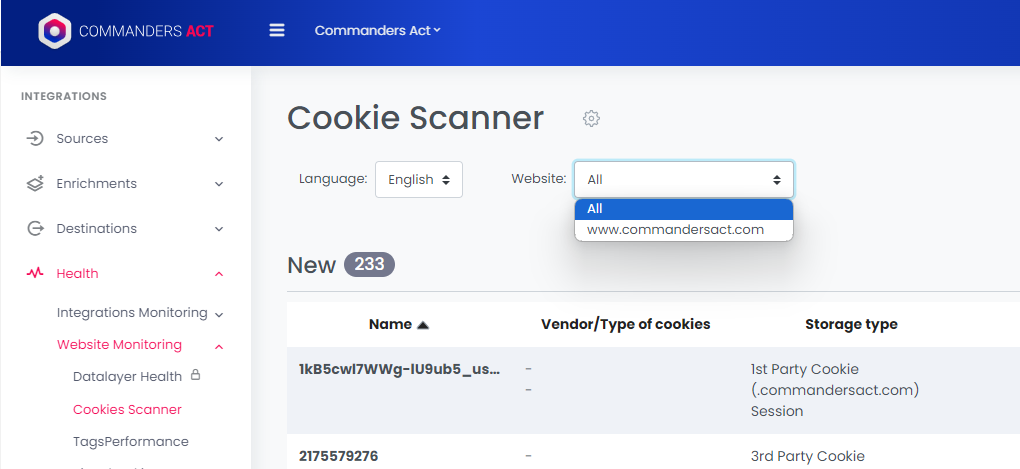 COMMANDERS ACT
Commanders Act
INTEGRATIONS
Sources
Enrichments
Destinations
Health
Integrations Monitoring
Website Monitoring
Datalayer Health
Cookies Scanner
TagsPerformance
Cookie Scanner
Language: English Website: All
All
www.commandersact.com
New 233
Name Vendor/Type of cookies Storage type
1kB5cwl7WWg-lU9ub5_us... - 1st Party Cookie
- (.commandersact.com)
Session
2175579276 - 3rd Party Cookie